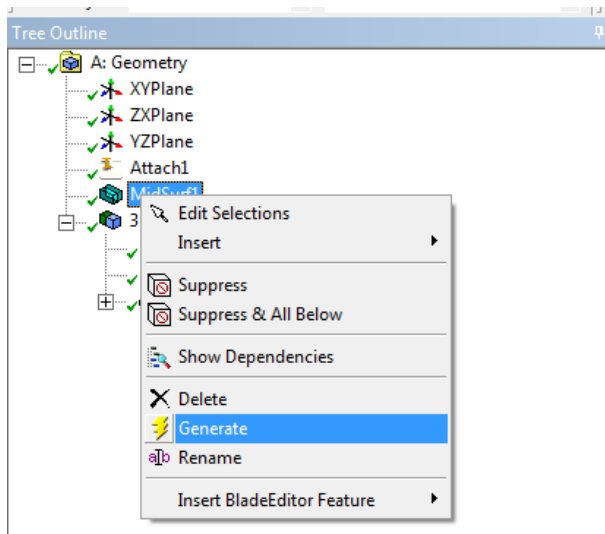 Tree Outline
A: Geometry
XYPlane
ZXPlane
YZPlane
Attach1
MidSurf1
3
Edit Selections
Insert
Suppress
Suppress & All Below
Show Dependencies
Delete
Generate
Rename
Insert BladeEditor Feature